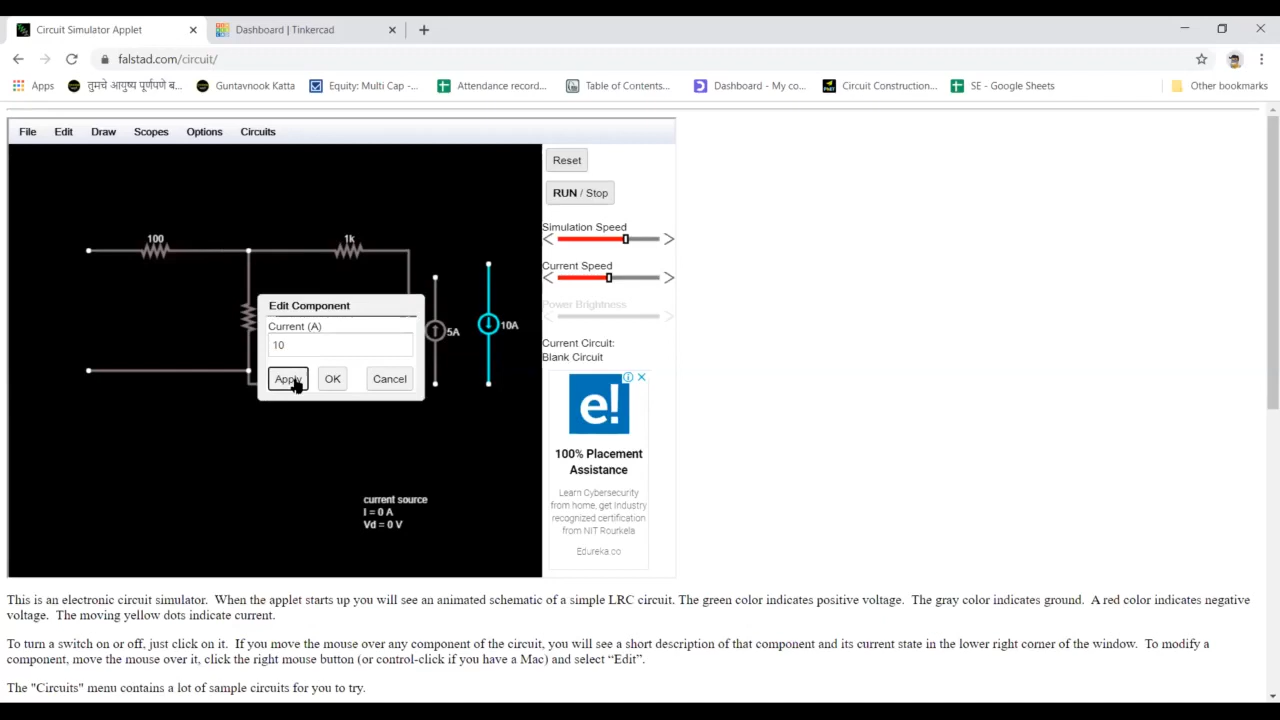 Circuit Simulator Applet
Dashboard | Tinkercad
falstad.com/circuit/
Apps
तुमचे आयुष्य पूर्णपणे ब...
Guntavnook Katta
Equity: Multi Cap -...
Attendance record...
Table of Contents...
Dashboard - My co...
Circuit Construction...
SE - Google Sheets
Other bookmarks
File Edit Draw Scopes Options Circuits
Reset
RUN / Stop
Simulation Speed
Current Speed
Power Brightness
Current Circuit:
Blank Circuit
100
1k
5A
10A
Edit Component
Current (A)
10
Apply OK Cancel
current source
I = 0 A
Vd = 0 V
e!
100% Placement
Assistance
Learn Cybersecurity
from home, get Industry
recognized certification
from NIT Rourkela
Edureka.co
This is an electronic circuit simulator. When the applet starts up you will see an animated schematic of a simple LRC circuit. The green color indicates positive voltage. The gray color indicates ground. A red color indicates negative
voltage. The moving yellow dots indicate current.
To turn a switch on or off, just click on it. If you move the mouse over any component of the circuit, you will see a short description of that component and its current state in the lower right corner of the window. To modify a
component, move the mouse over it, click the right mouse button (or control-click if you have a Mac) and select “Edit”.
The "Circuits" menu contains a lot of sample circuits for you to try.